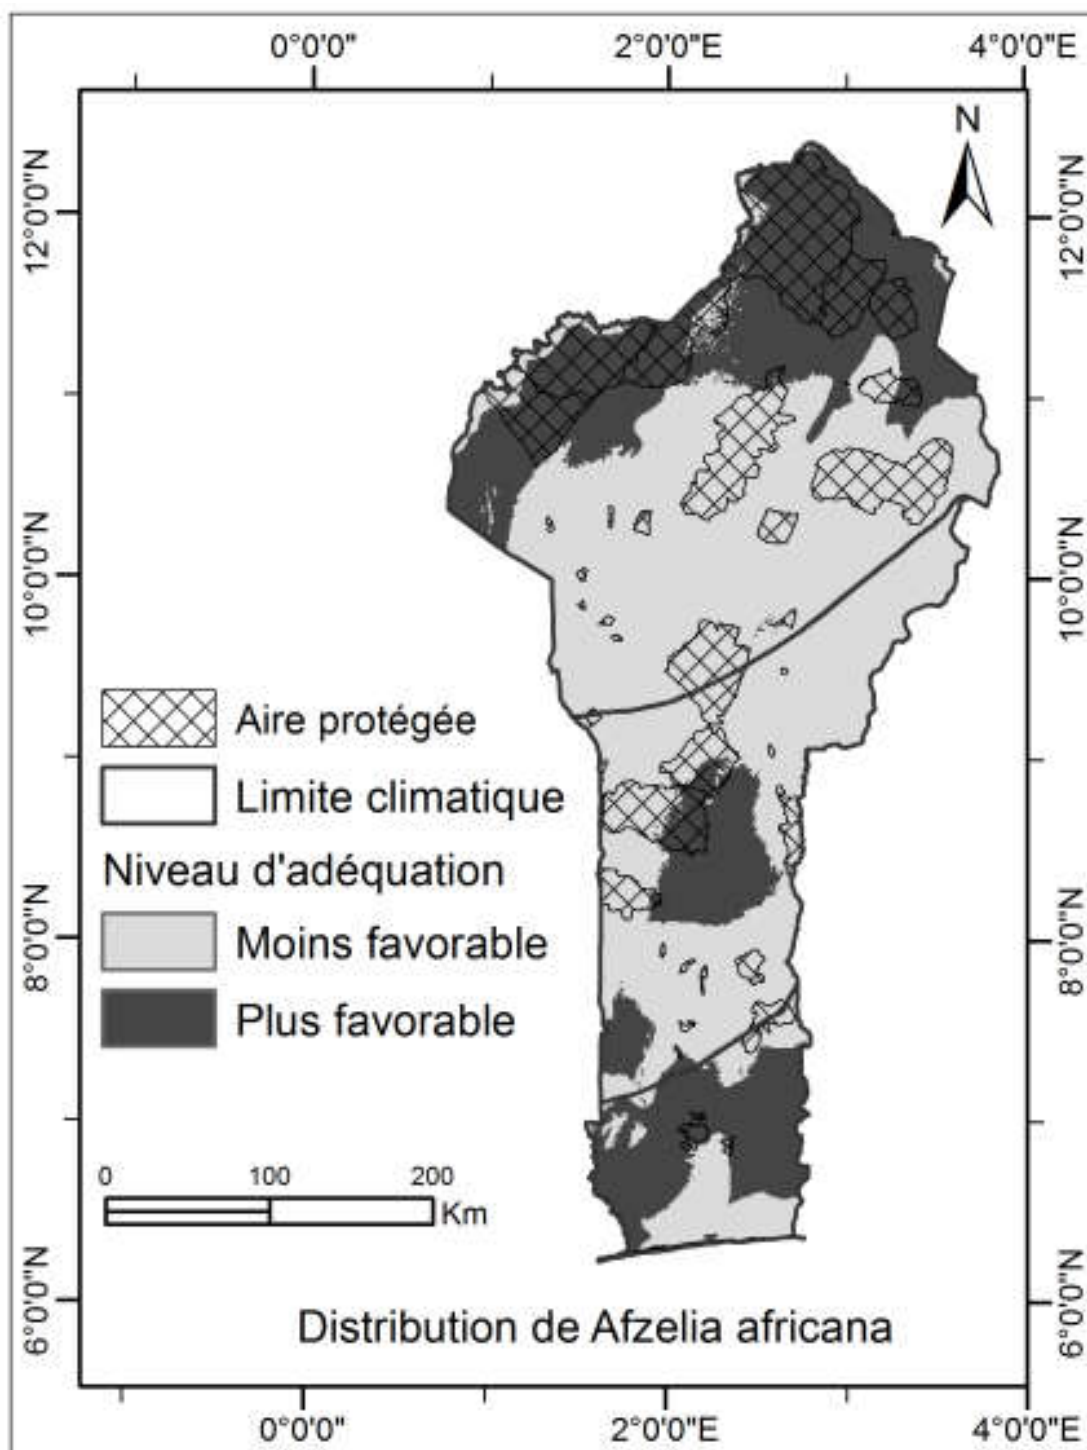 0°0'0" 2°0'0"E 4°0'0"E
N
12°0'0"N 12°0'0"N
10°0'0"N 10°0'0"N
Aire protégée
Limite climatique
Niveau d'adéquation
Moins favorable
8°0'0"N 8°0'0"N
Plus favorable
0 100 200
Km
6°0'0"N 6°0'0"N
Distribution de Afzelia africana
0°0'0" 2°0'0"E 4°0'0"E